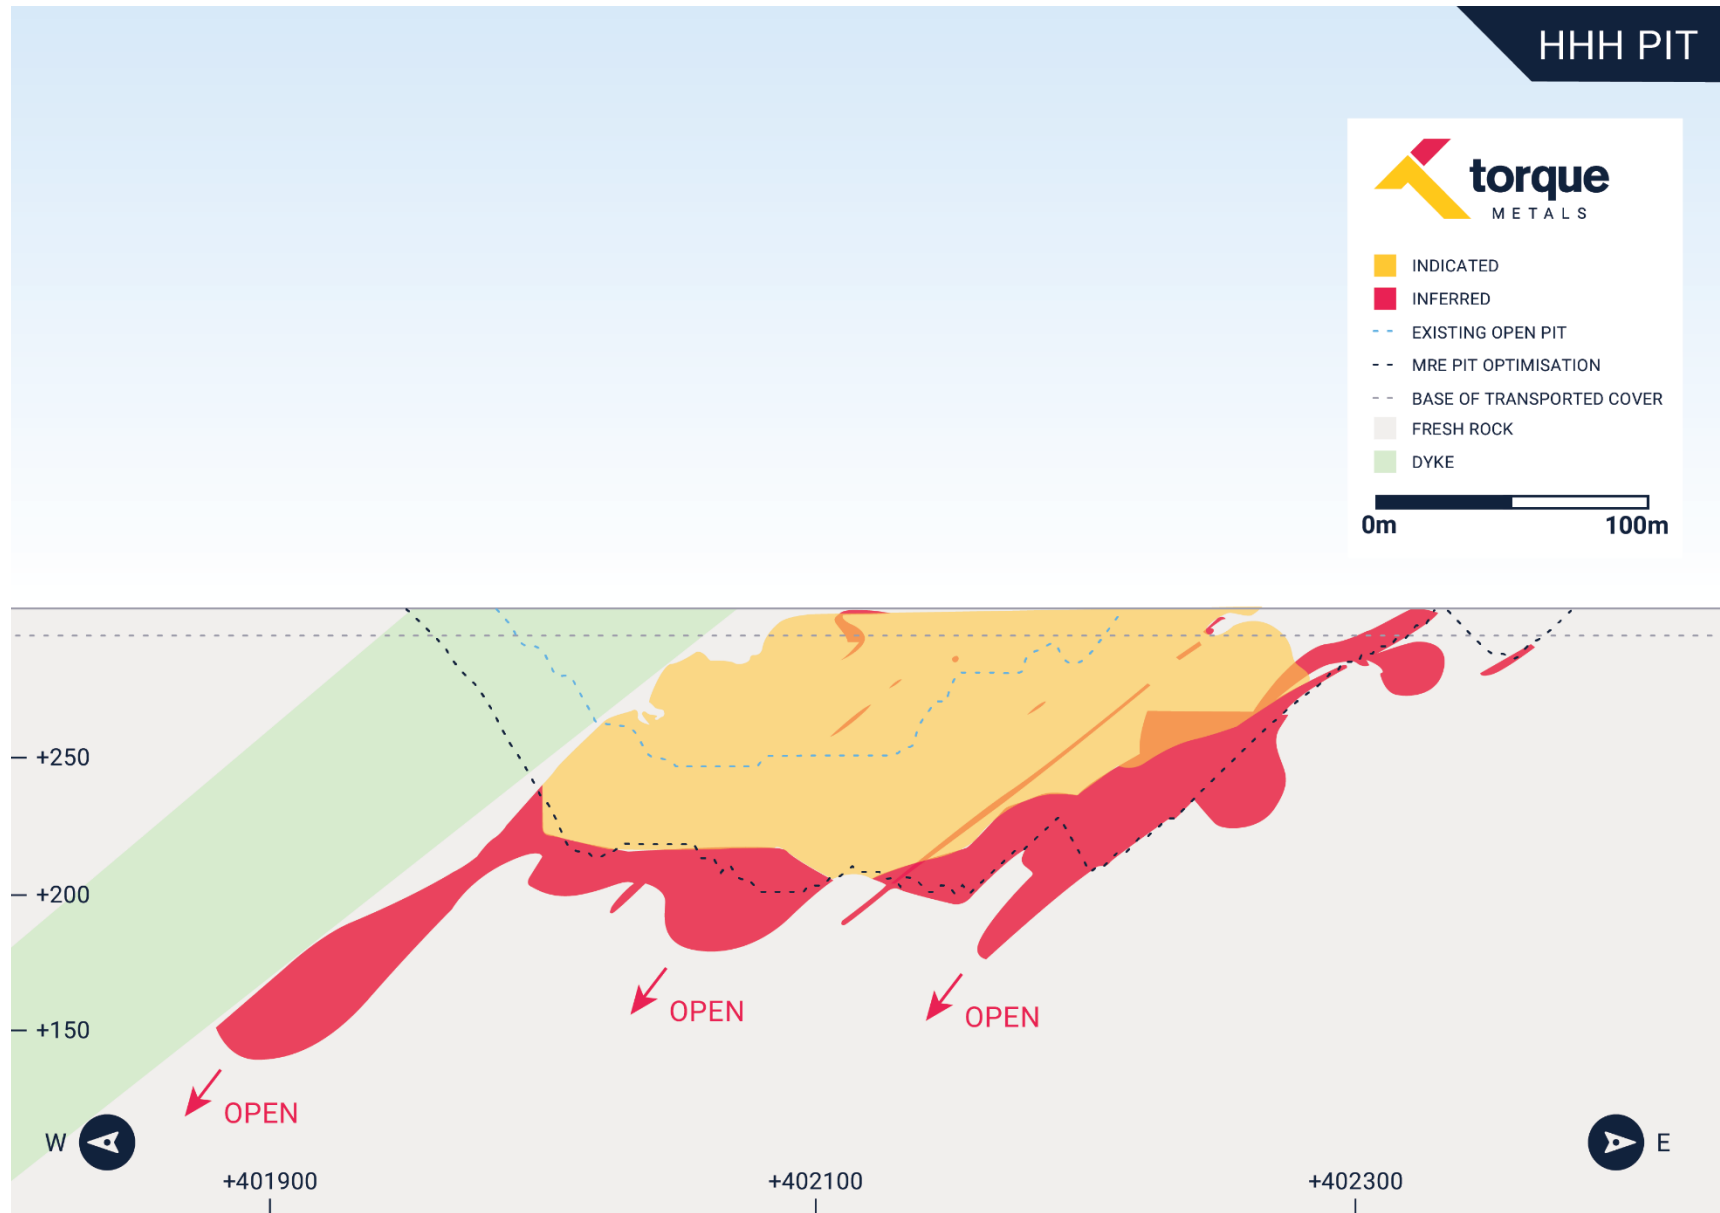 HHH PIT
torque
METALS
INDICATED
INFERRED
EXISTING OPEN PIT
MRE PIT OPTIMISATION
BASE OF TRANSPORTED COVER
FRESH ROCK
DYKE
0m 100m
+250
+200
+150
OPEN
OPEN
OPEN
W
E
+401900 +402100 +402300